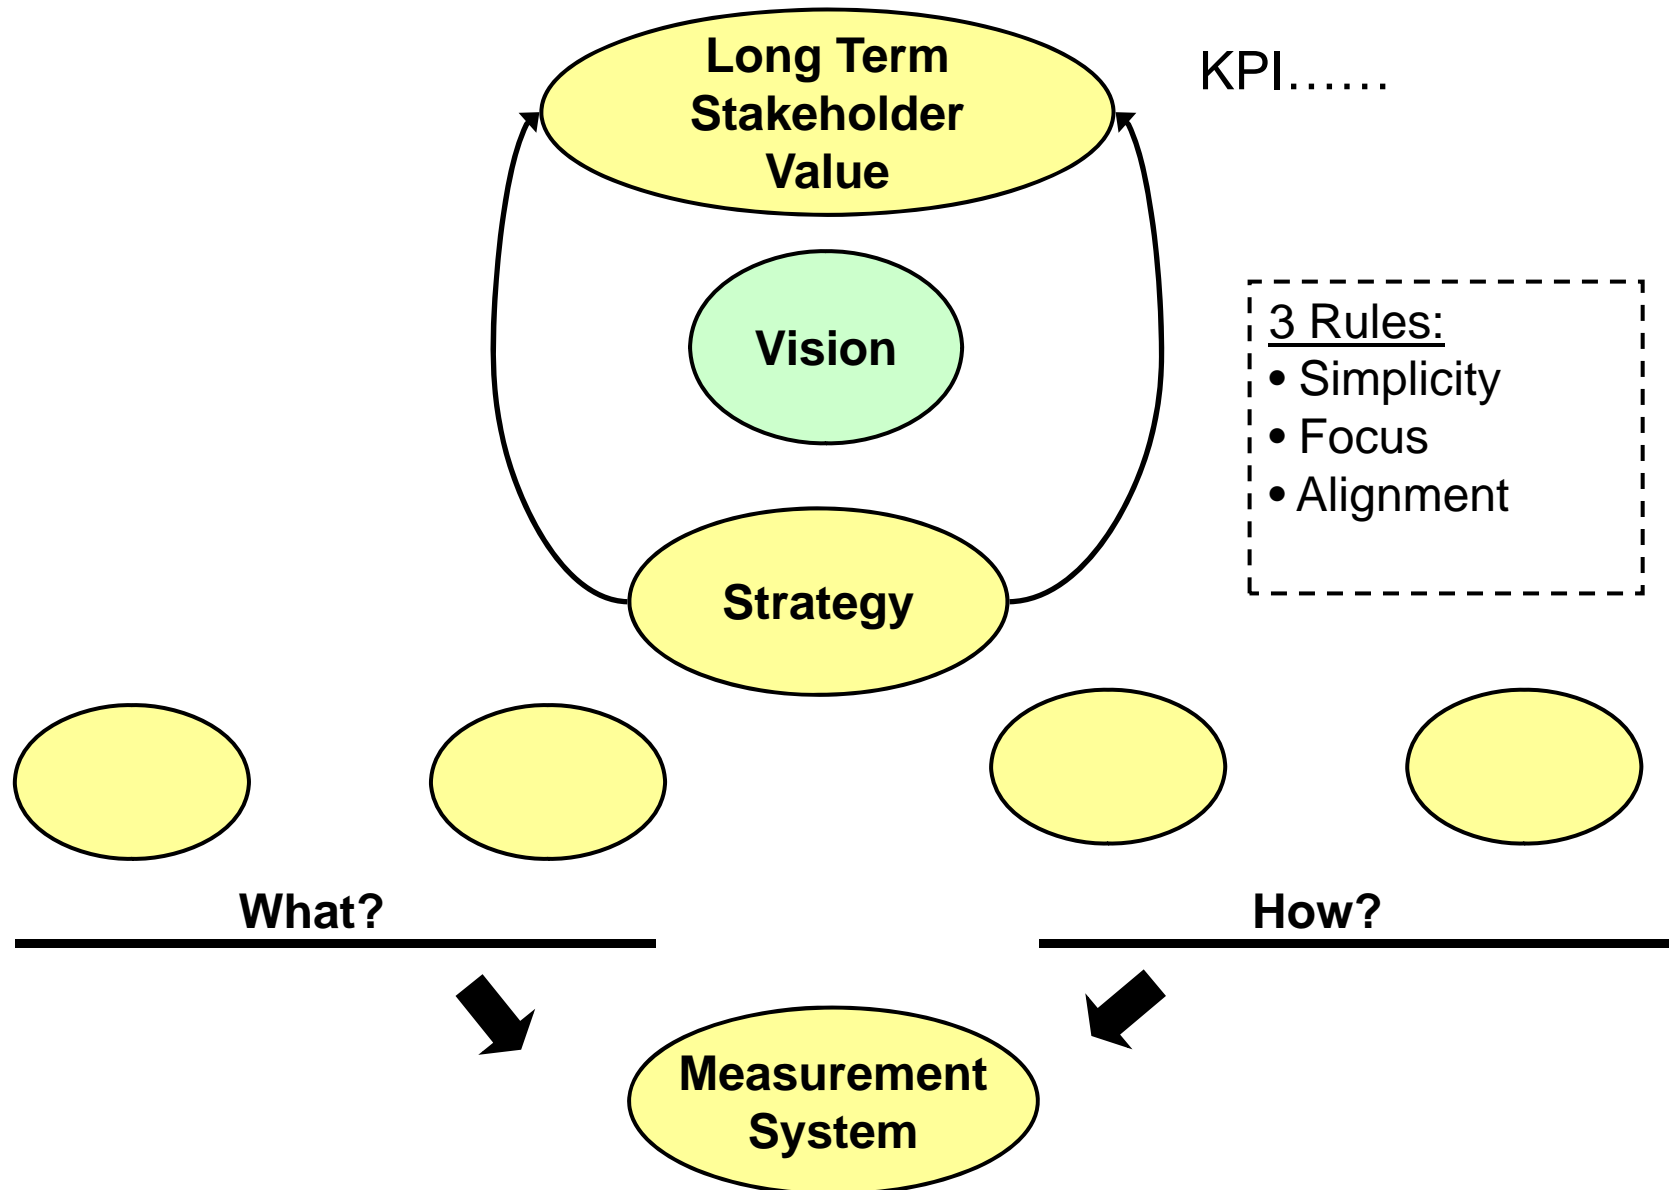 Long Term
Stakeholder
Value
KPI......
Vision
3 Rules:
• Simplicity
• Focus
• Alignment
Strategy
What?
How?
Measurement
System